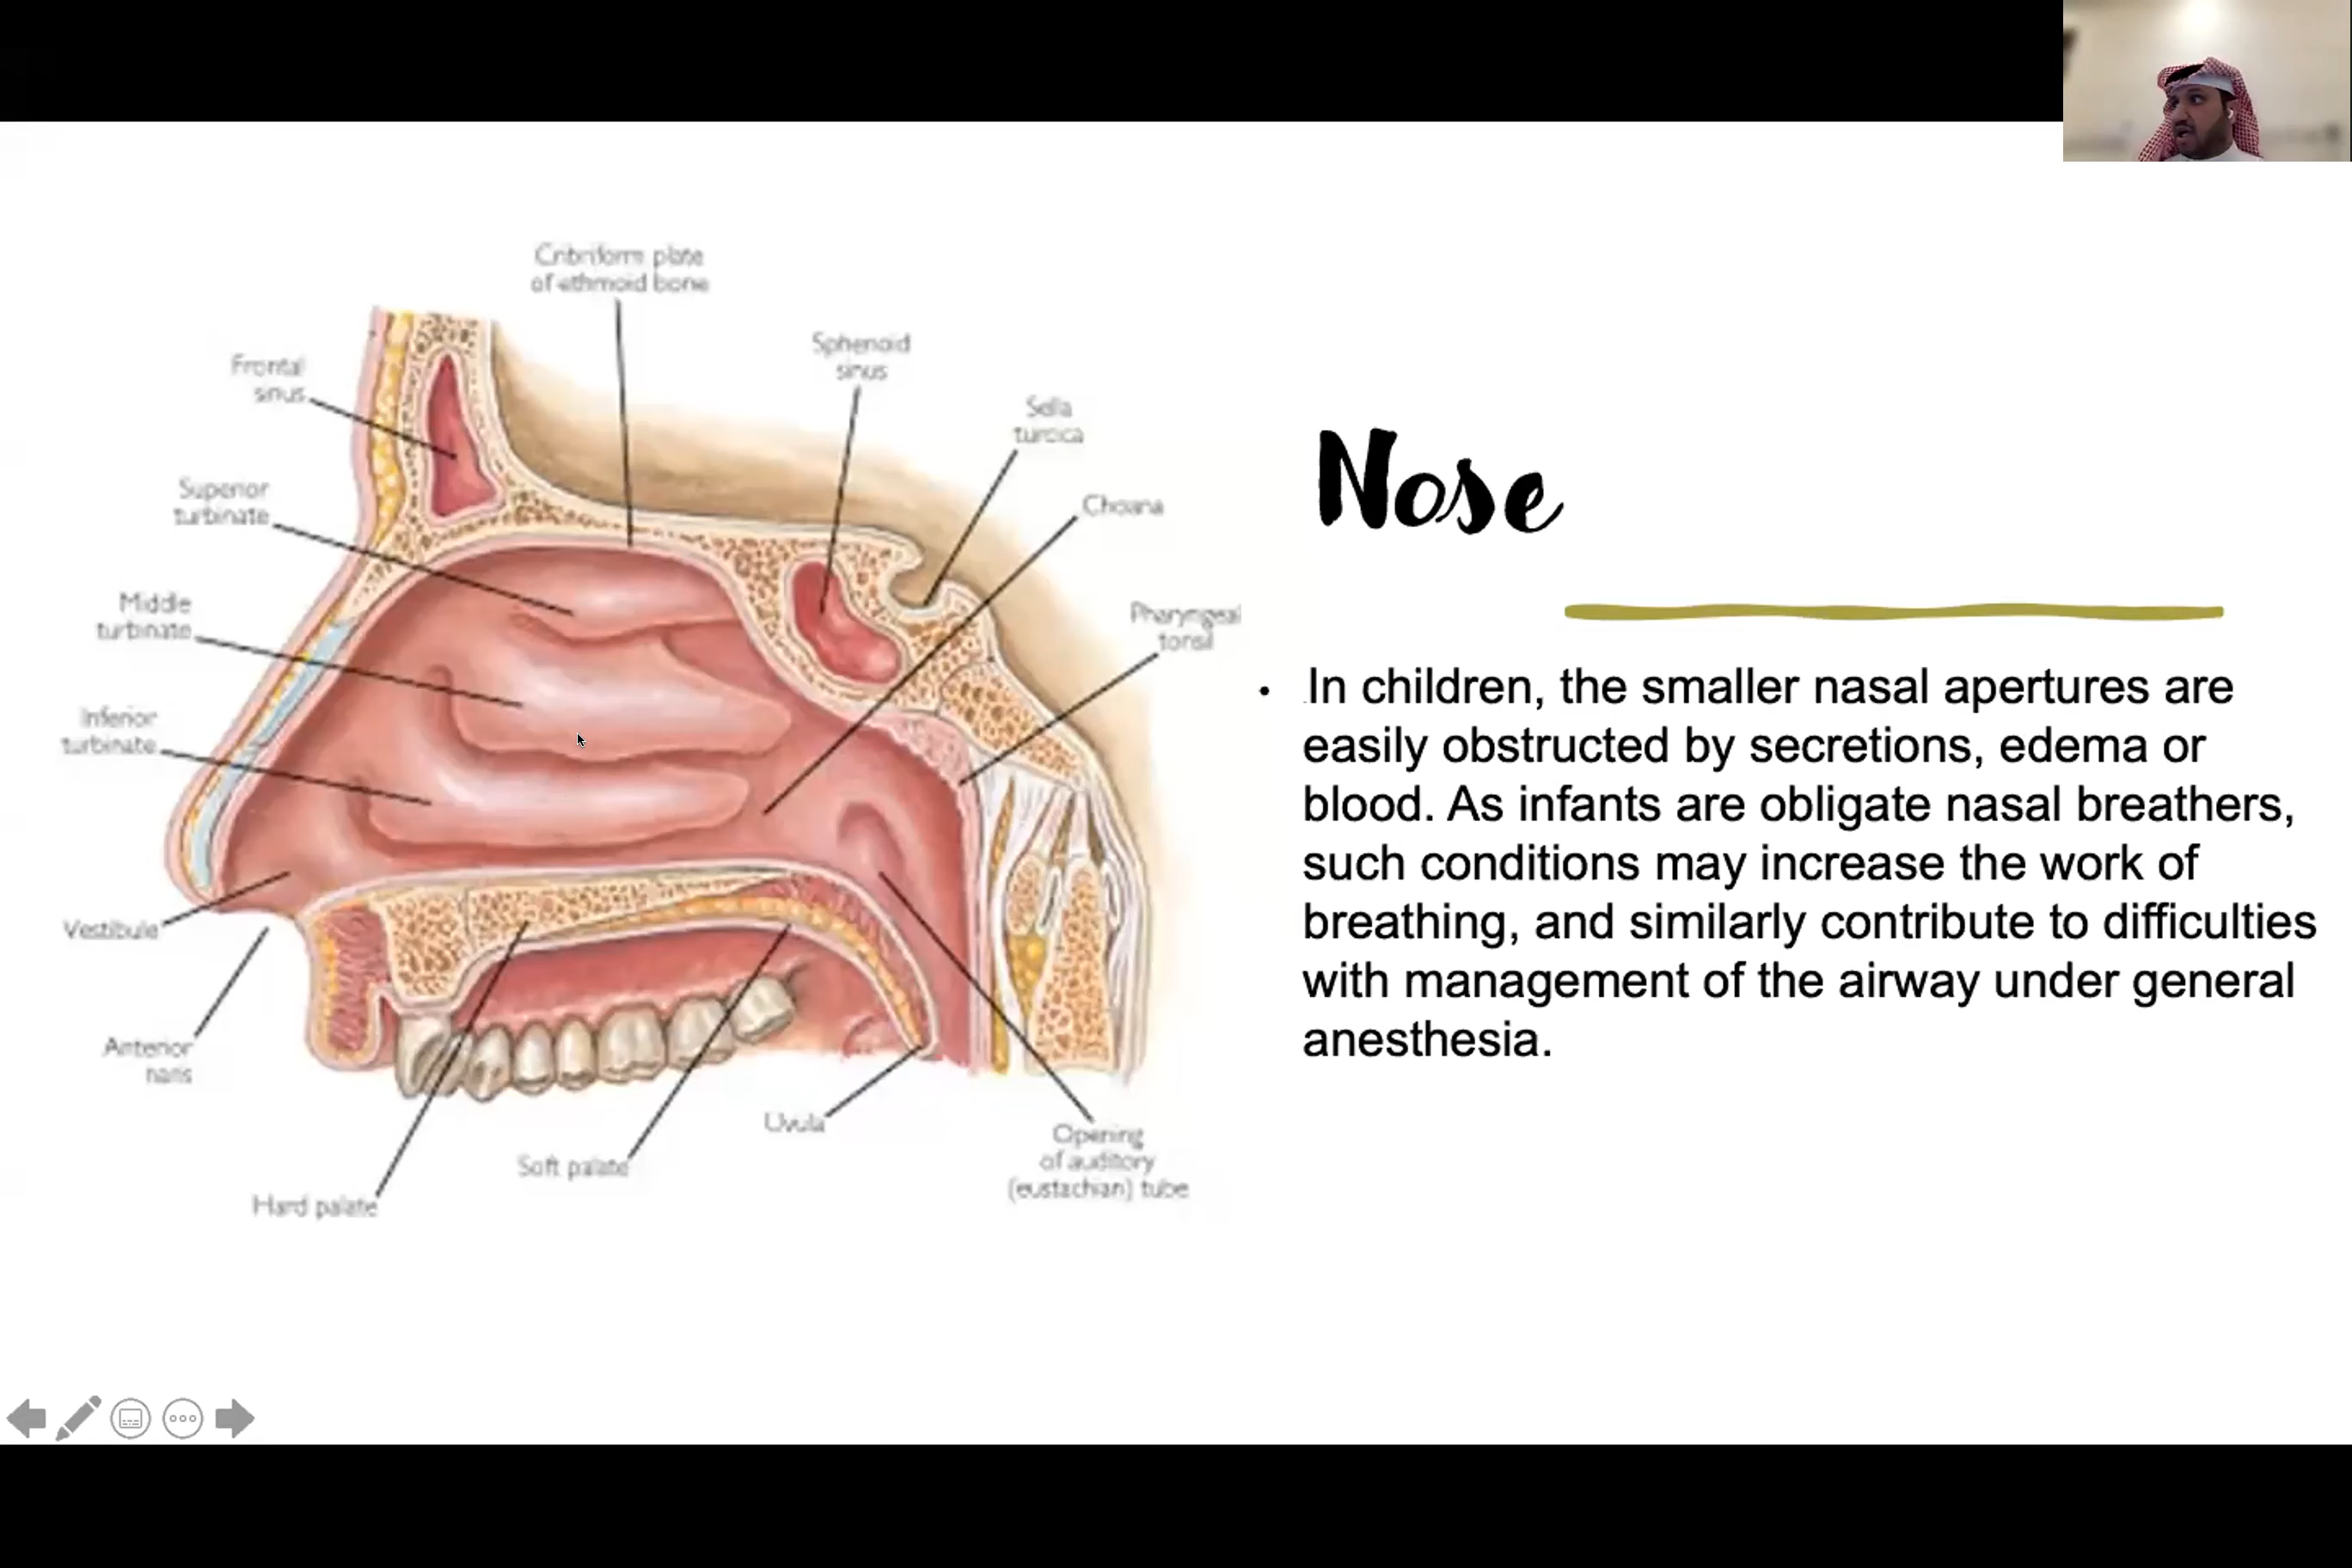 Cribriform plate
of ethmoid bone
Sphenoid
sinus
Frontal
sinus
Sella
turcica
Superior
turbinate
Choana
Middle
turbinate
Pharyngeal
tonsil
Inferior
turbinate
Vestibule
Anterior
naris
Uvula
Opening
of auditory
(eustachian) tube
Soft palate
Hard palate
Nose
• In children, the smaller nasal apertures are
easily obstructed by secretions, edema or
blood. As infants are obligate nasal breathers,
such conditions may increase the work of
breathing, and similarly contribute to difficulties
with management of the airway under general
anesthesia.